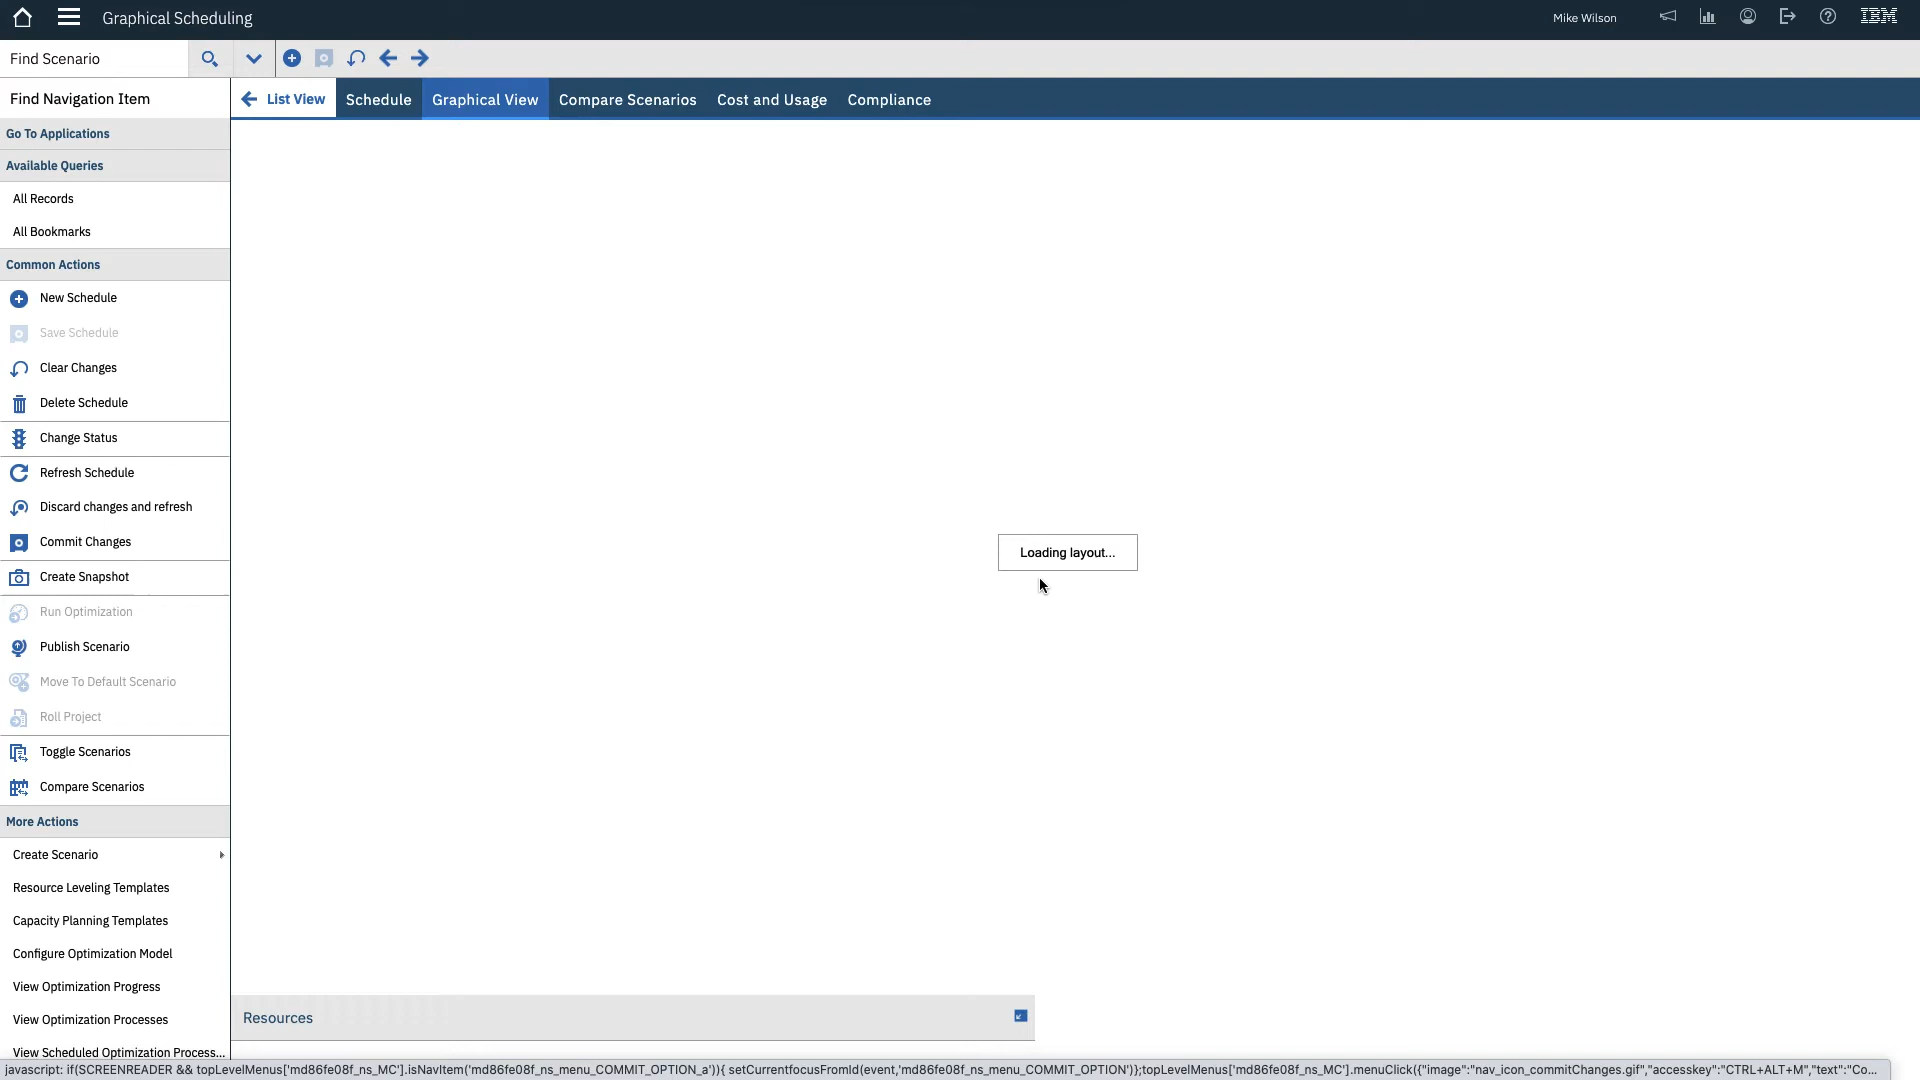 Graphical Scheduling
Mike Wilson
IBM
Find Scenario
Find Navigation Item
List View
Schedule
Graphical View
Compare Scenarios
Cost and Usage
Compliance
Go To Applications
Available Queries
All Records
All Bookmarks
Common Actions
New Schedule
Save Schedule
Clear Changes
Delete Schedule
Change Status
Refresh Schedule
Discard changes and refresh
Commit Changes
Create Snapshot
Run Optimization
Publish Scenario
Move To Default Scenario
Roll Project
Toggle Scenarios
Compare Scenarios
More Actions
Create Scenario
Resource Leveling Templates
Capacity Planning Templates
Configure Optimization Model
View Optimization Progress
View Optimization Processes
View Scheduled Optimization Process...
Loading layout...
Resources
javascript: if(SCREENREADER && topLevelMenus['md86fe08f_ns_MC'].isNavItem('md86fe08f_ns_menu_COMMIT_OPTION_a')){ setCurrentfocusFromId(event,'md86fe08f_ns_menu_COMMIT_OPTION')};topLevelMenus['md86fe08f_ns_MC'].menuClick({"image":"nav_icon_commitChanges.gif","accesskey":"CTRL+ALT+M","text":"Co...